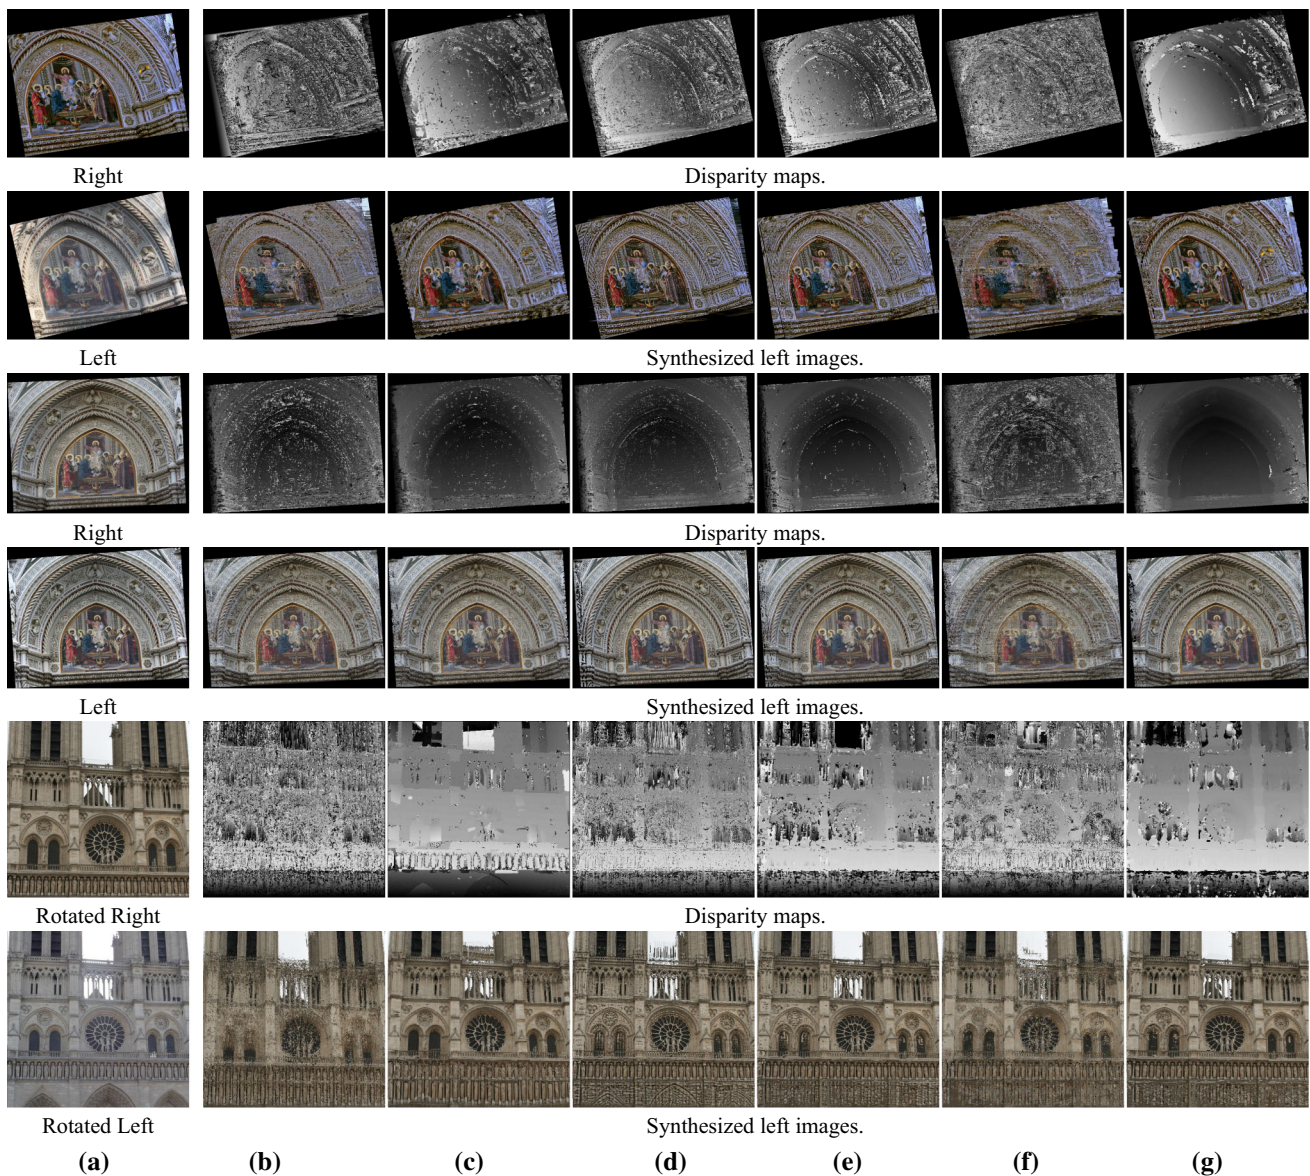 Right Disparity maps.
Left Synthesized left images.
Right Disparity maps.
Left Synthesized left images.
Rotated Right Disparity maps.
Rotated Left Synthesized left images.
(a) (b) (c) (d) (e) (f) (g)